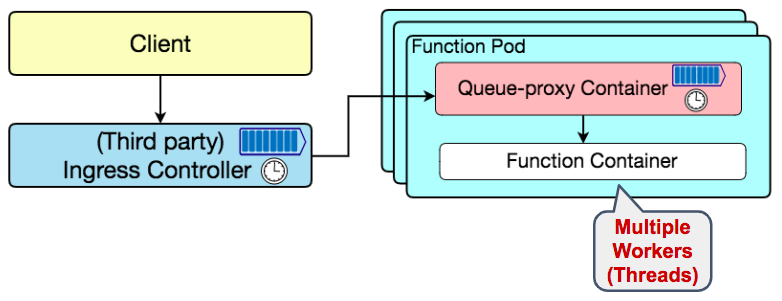 Client
(Third party)
Ingress Controller
Function Pod
Queue-proxy Container
Function Container
Multiple
Workers
(Threads)